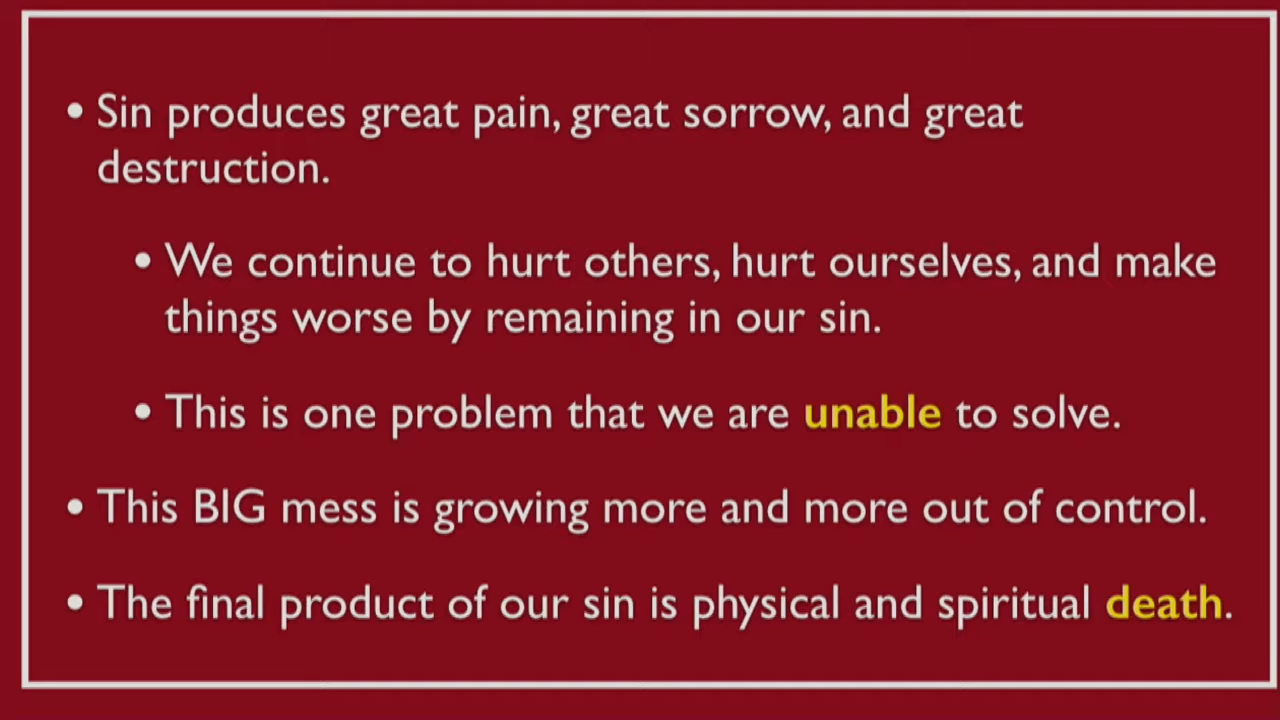 • Sin produces great pain, great sorrow, and great
destruction.
• We continue to hurt others, hurt ourselves, and make
things worse by remaining in our sin.
• This is one problem that we are unable to solve.
• This BIG mess is growing more and more out of control.
• The final product of our sin is physical and spiritual death.